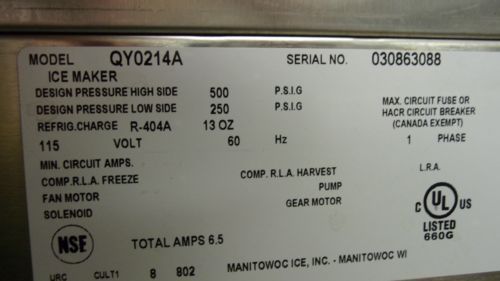 MODEL QY0214A SERIAL NO. 030863088
ICE MAKER
DESIGN PRESSURE HIGH SIDE 500 P.S.I.G
DESIGN PRESSURE LOW SIDE 250 P.S.I.G
MAX. CIRCUIT FUSE OR
HACR CIRCUIT BREAKER
(CANADA EXEMPT)
REFRIG.CHARGE R-404A 13 OZ
115 VOLT 60 Hz 1 PHASE
MIN. CIRCUIT AMPS.
COMP.R.L.A. FREEZE COMP. R.L.A. HARVEST L.R.A.
FAN MOTOR PUMP
SOLENOID GEAR MOTOR
C UL US
LISTED
660G
NSF
TOTAL AMPS 6.5
URC CULT1 8 802 MANITOWOC ICE, INC. - MANITOWOC WI